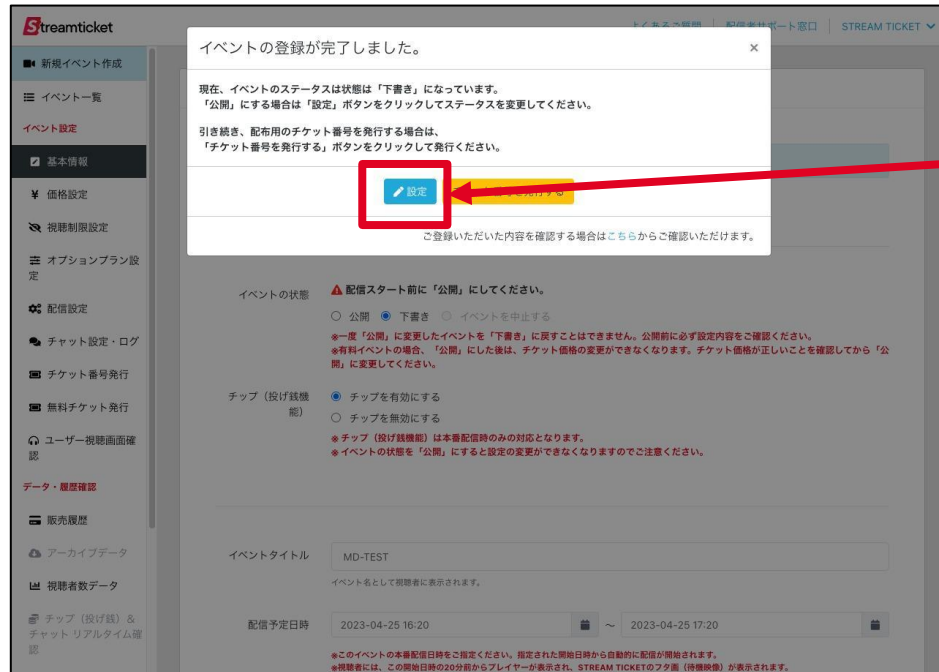 Streamticket
よくあるご質問
配信者サポート窓口
STREAM TICKET
新規イベント作成
イベント一覧
イベント設定
基本情報
¥ 価格設定
視聴制限設定
オプションプラン設
定
配信設定
チャット設定・ログ
チケット番号発行
無料チケット発行
ユーザー視聴画面確
認
データ・履歴確認
販売履歴
アーカイブデータ
視聴者数データ
チップ（投げ銭）&
チャット リアルタイム確
認
イベントの登録が完了しました。
×
現在、イベントのステータスは状態は「下書き」になっています。
「公開」にする場合は「設定」ボタンをクリックしてステータスを変更してください。
引き続き、配布用のチケット番号を発行する場合は、
「チケット番号を発行する」ボタンをクリックして発行ください。
設定
を発行する
ご登録いただいた内容を確認する場合はこちらからご確認いただけます。
イベントの状態
配信スタート前に「公開」にしてください。
公開 下書き イベントを中止する
※一度「公開」に変更したイベントを「下書き」に戻すことはできません。公開前に必ず設定内容をご確認ください。
※有料イベントの場合、「公開」にした後は、チケット価格の変更ができなくなります。チケット価格が正しいことを確認してから「公
開」に変更してください。
チップ（投げ銭機
能）
チップを有効にする
チップを無効にする
※ チップ（投げ銭機能）は本番配信時のみの対応となります。
※ イベントの状態を「公開」にすると設定の変更ができなくなりますのでご注意ください。
イベントタイトル
MD-TEST
イベント名として視聴者に表示されます。
配信予定日時
2023-04-25 16:20 ～ 2023-04-25 17:20
※このイベントの本番配信日時をご指定ください。指定された開始日時から自動的に配信が開始されます。
※視聴者には、この開始日時の20分前からプレイヤーが表示され、STREAM TICKETのフタ画（待機映像）が表示されます。